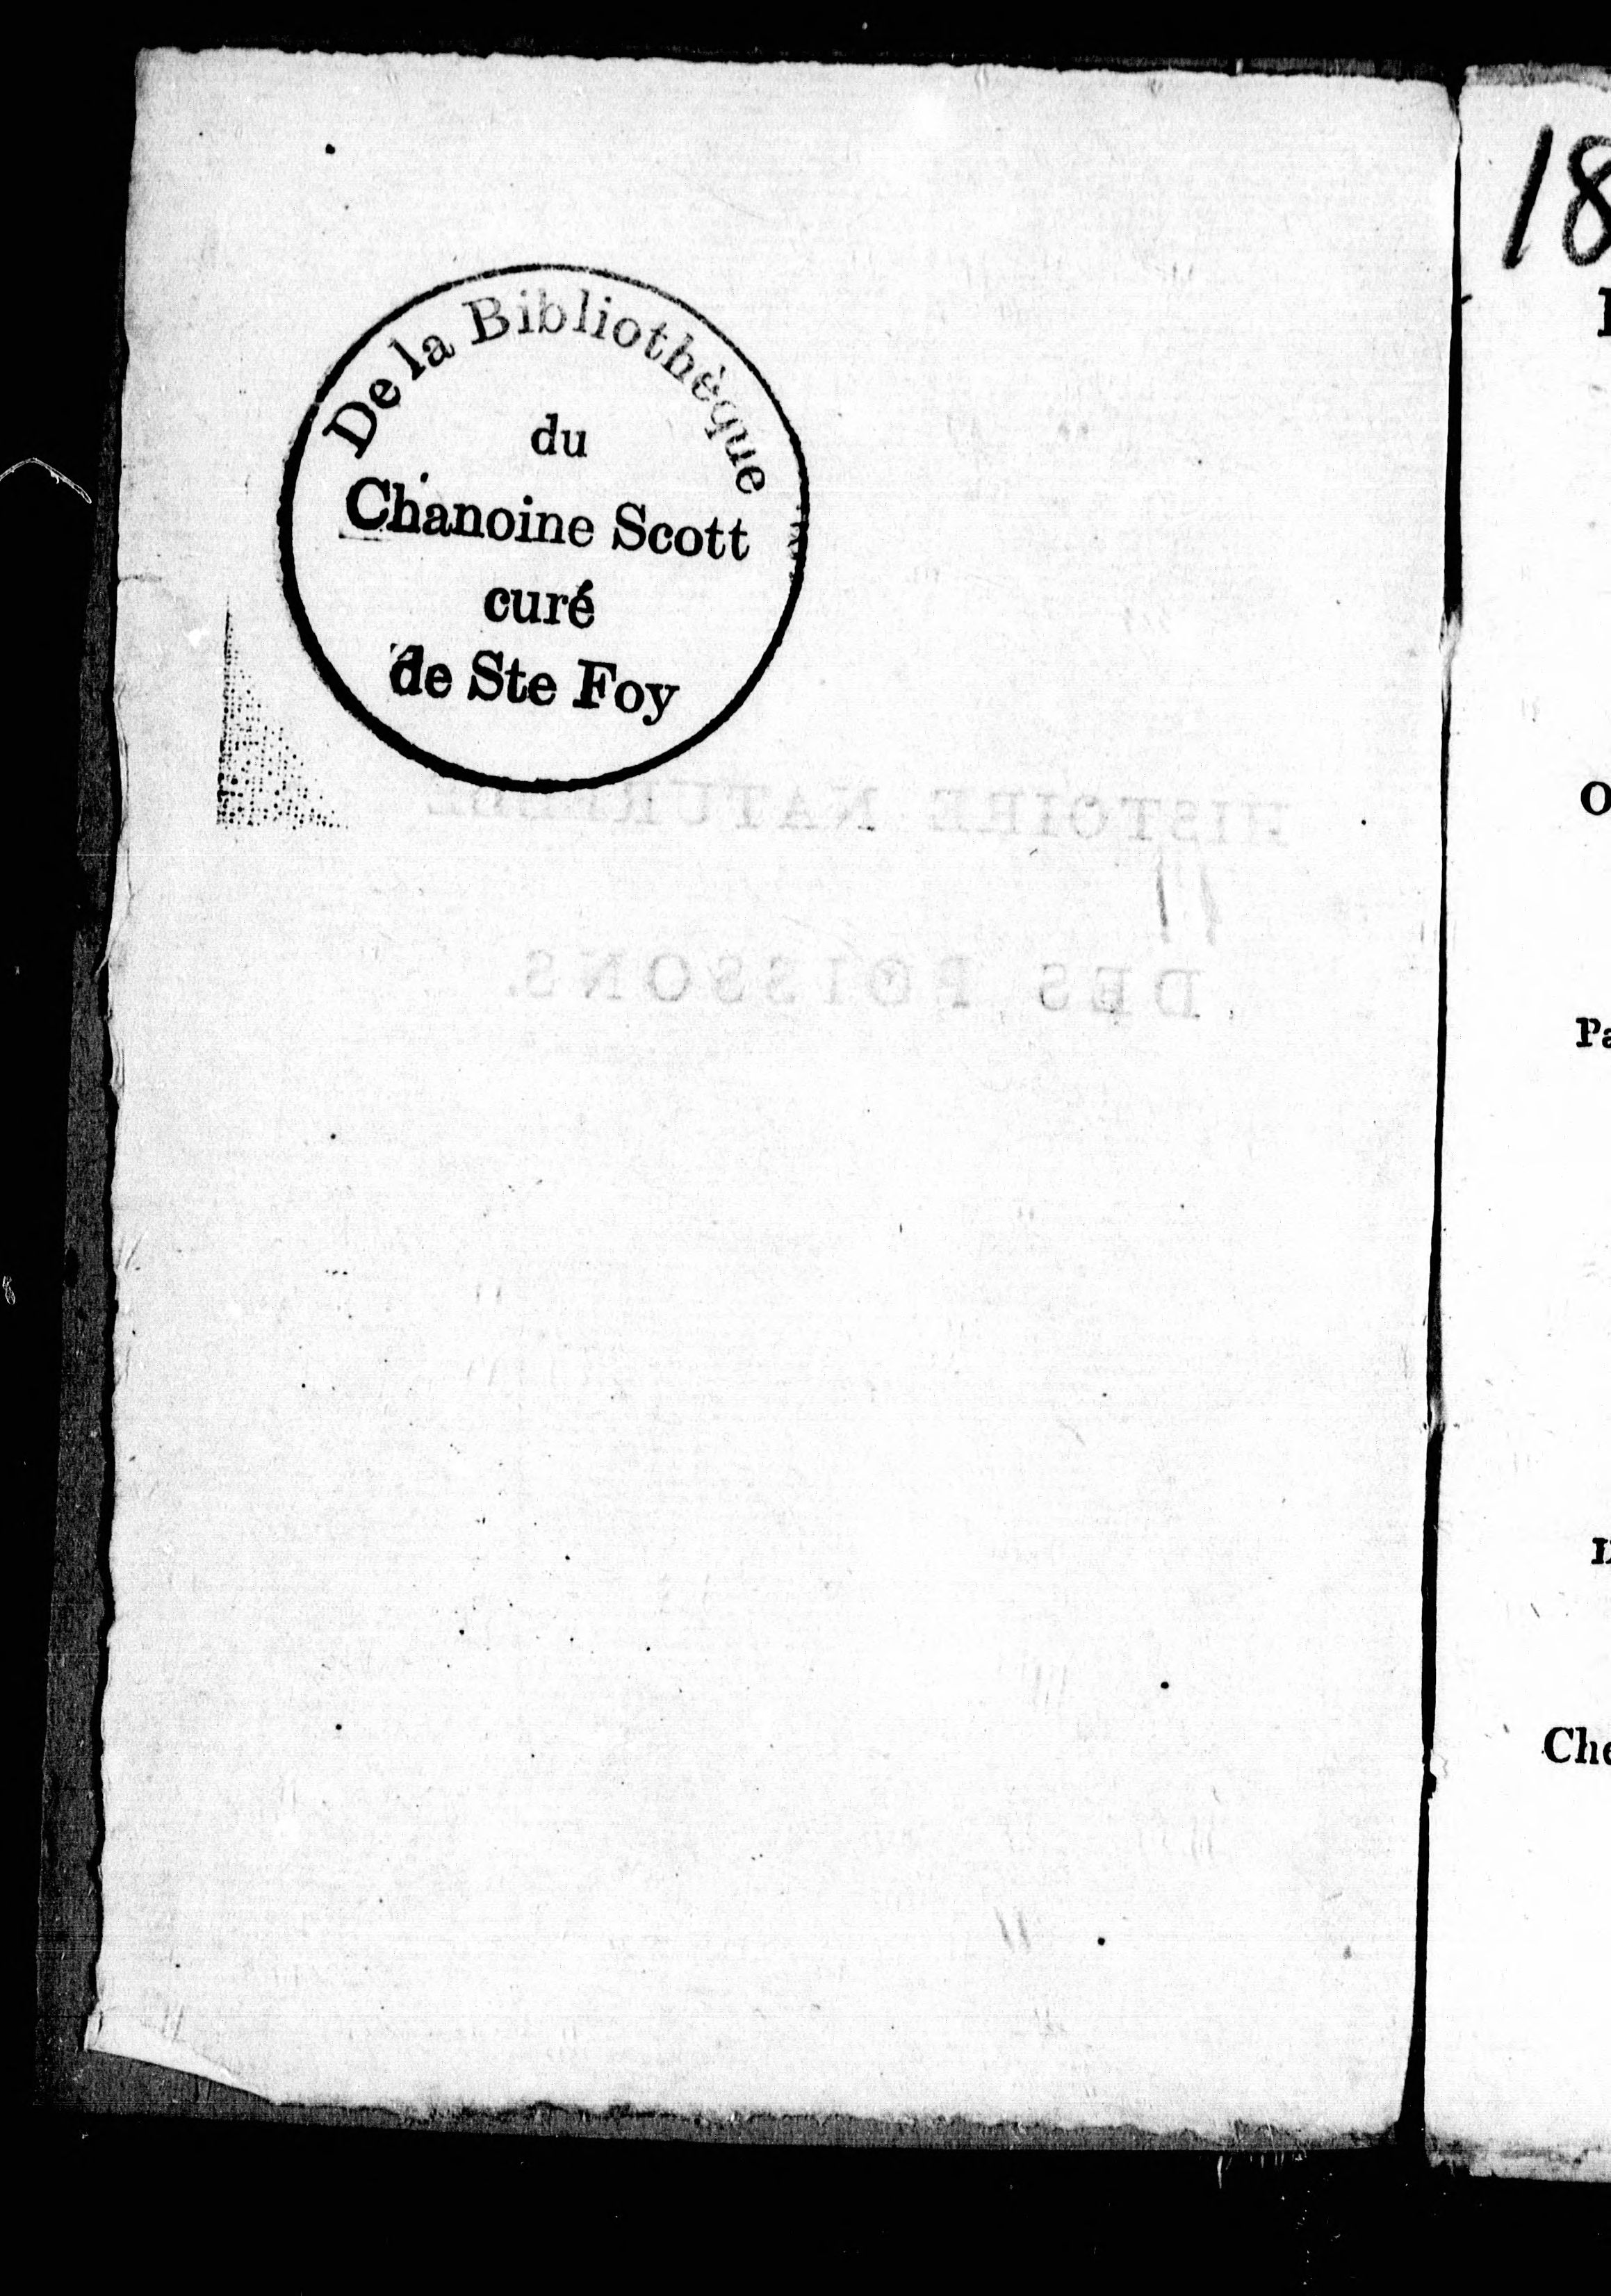 De la Bibliothèque
du
Chanoine Scott
curé
de Ste Foy
HISTOIRE NATURELLE
DES POISSONS.
18
O
Pa
Che